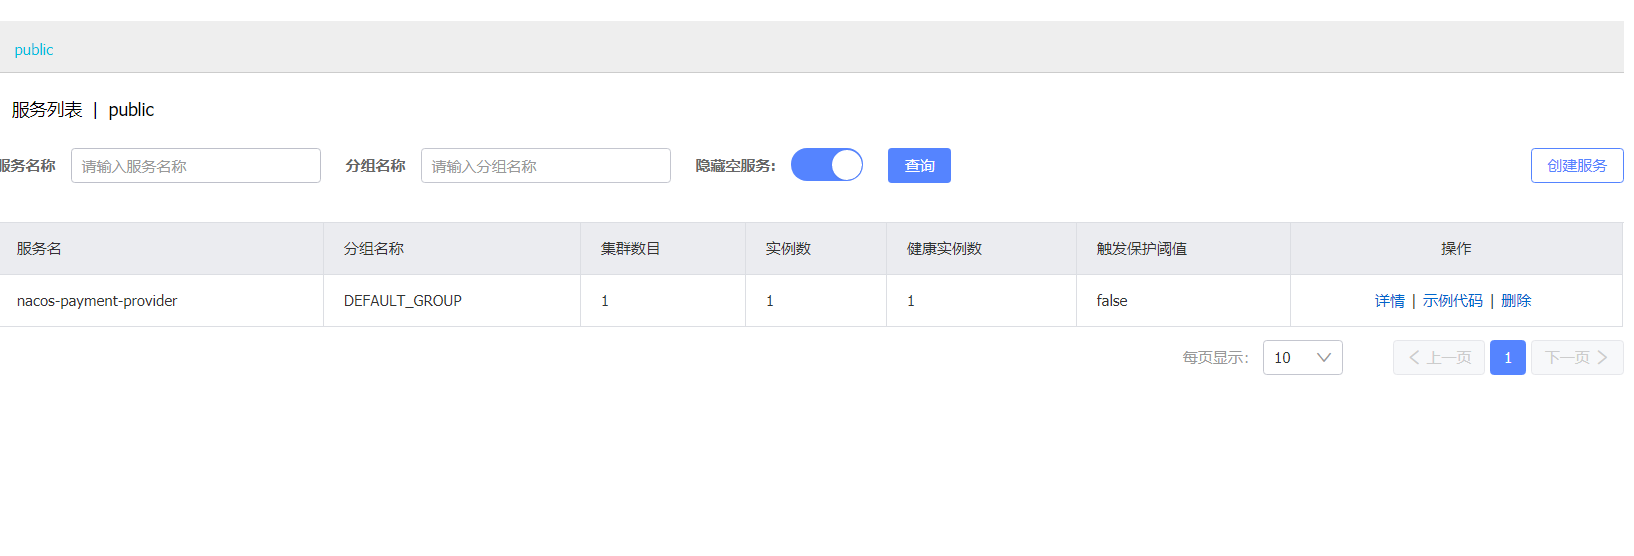 public
服务列表 | public
服务名称 请输入服务名称 分组名称 请输入分组名称 隐藏空服务: 查询 创建服务
服务名 分组名称 集群数目 实例数 健康实例数 触发保护阈值 操作
nacos-payment-provider DEFAULT_GROUP 1 1 1 false 详情 | 示例代码 | 删除
每页显示: 10 上一页 1 下一页